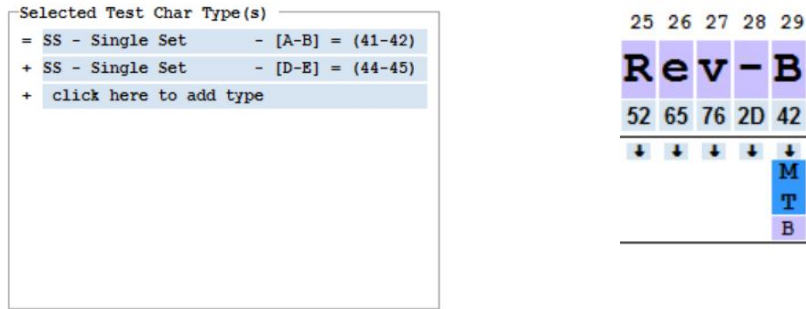 Selected Test Char Type(s)
= SS - Single Set - [A-B] = (41-42)
+ SS - Single Set - [D-E] = (44-45)
+ click here to add type
25 26 27 28 29
R e v - B
52 65 76 2D 42
↓ ↓ ↓ ↓ ↓
M
T
B